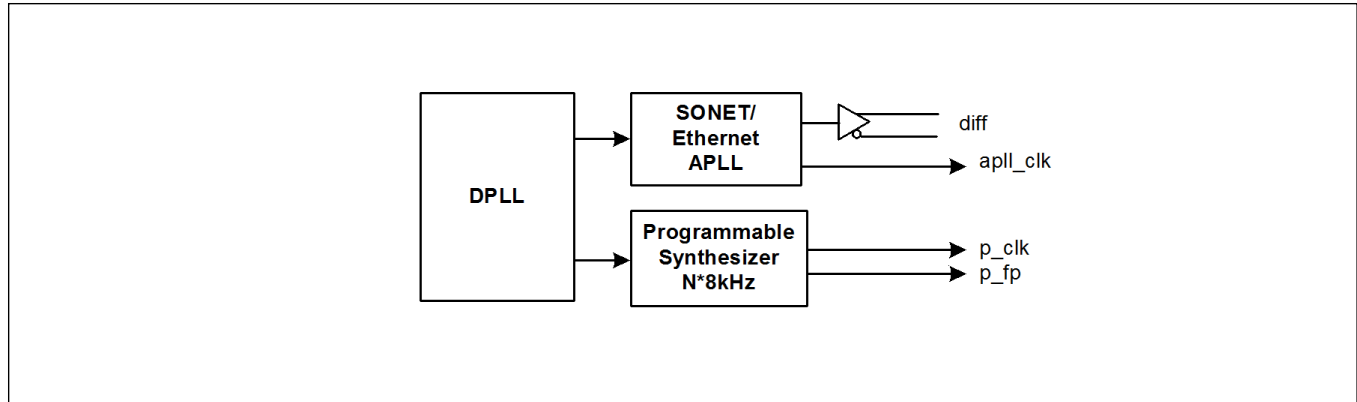 DPLL
SONET/
Ethernet
APLL
diff
apll_clk
Programmable
Synthesizer
N*8kHz
p_clk
p_fp